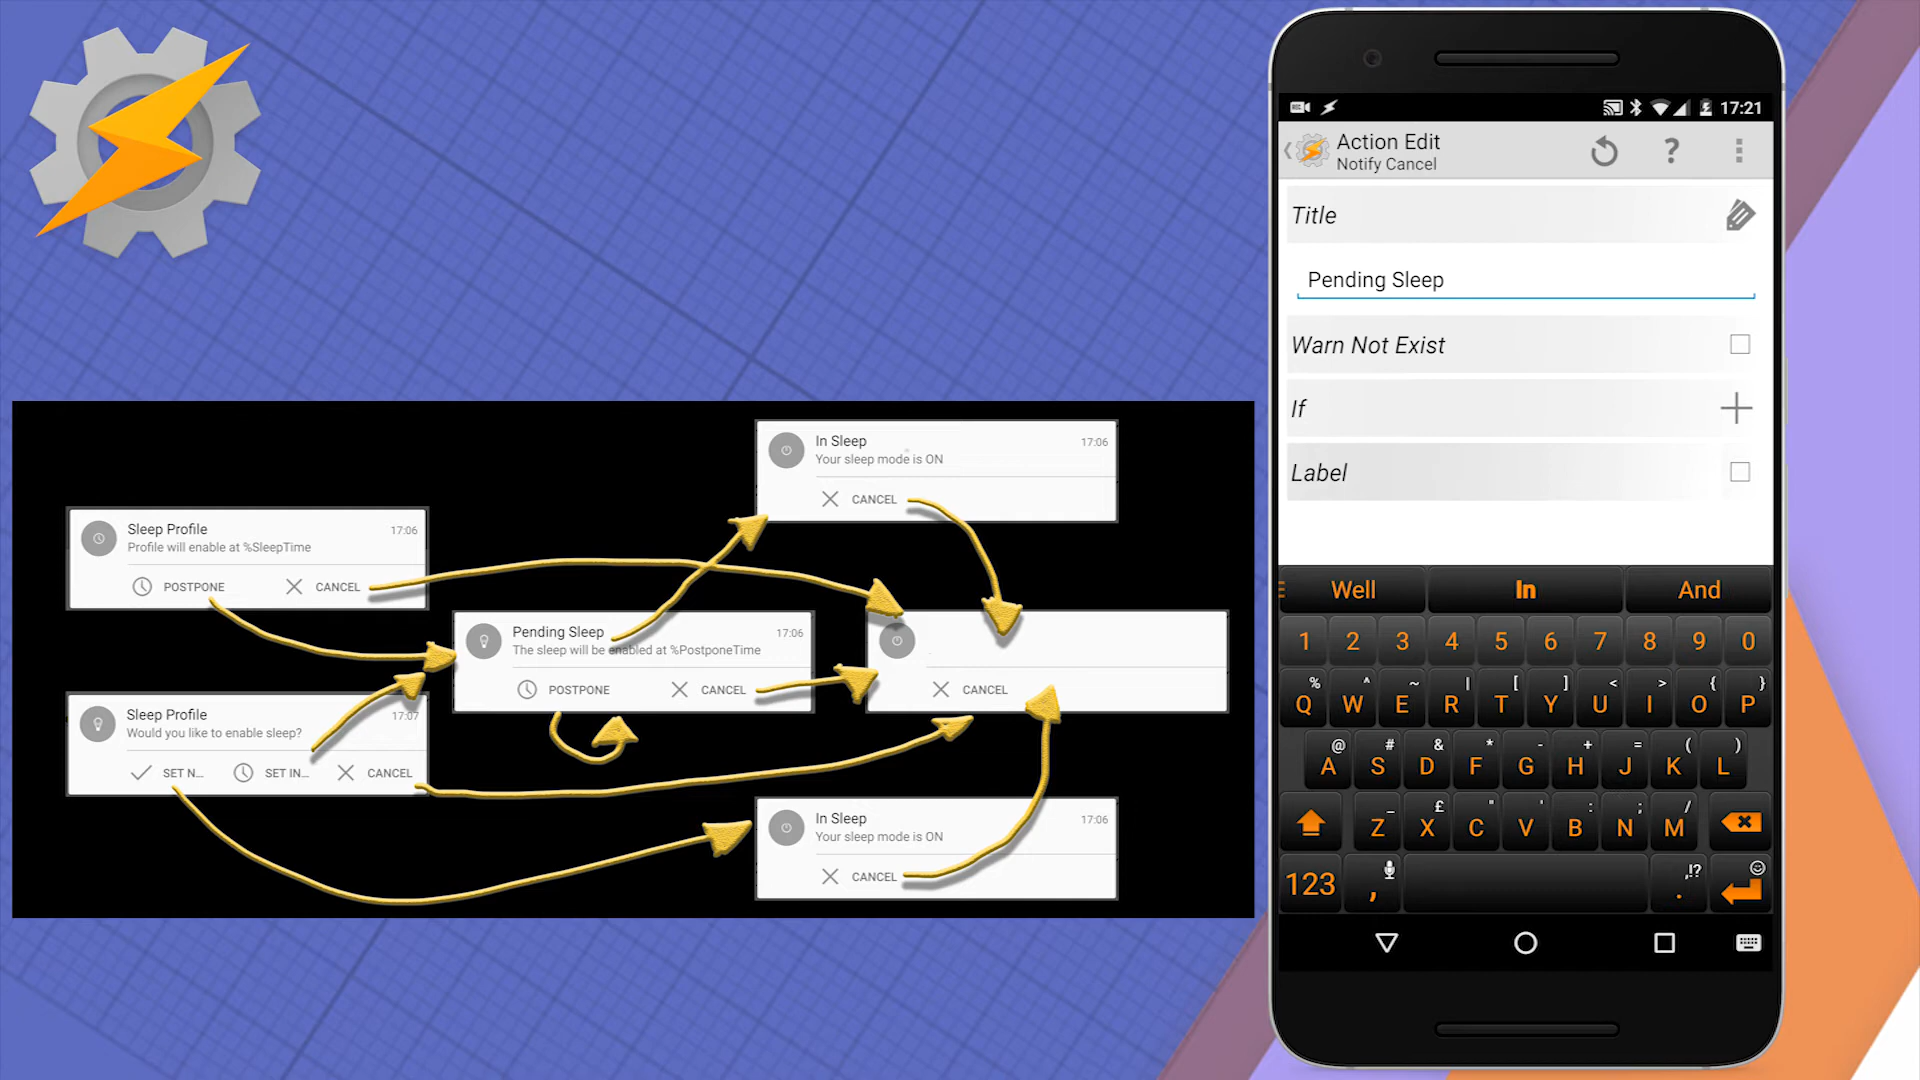 In Sleep 17:06
Your sleep mode is ON
CANCEL
Sleep Profile 17:06
Profile will enable at %SleepTime
POSTPONE CANCEL
Pending Sleep 17:06
The sleep will be enabled at %PostponeTime
POSTPONE CANCEL
CANCEL
Sleep Profile 17:07
Would you like to enable sleep?
SET N... SET IN... CANCEL
In Sleep 17:06
Your sleep mode is ON
CANCEL
17:21
Action Edit
Notify Cancel
?
Title
Pending Sleep
Warn Not Exist
If
Label
Well In And
1 2 3 4 5 6 7 8 9 0
% ^ ~ | [ ] < > { }
Q W E R T Y U I O P
@ # & * - + = ( )
A S D F G H J K L
_ £ " ' : ; /
Z X C V B N M
,!?
123 , .